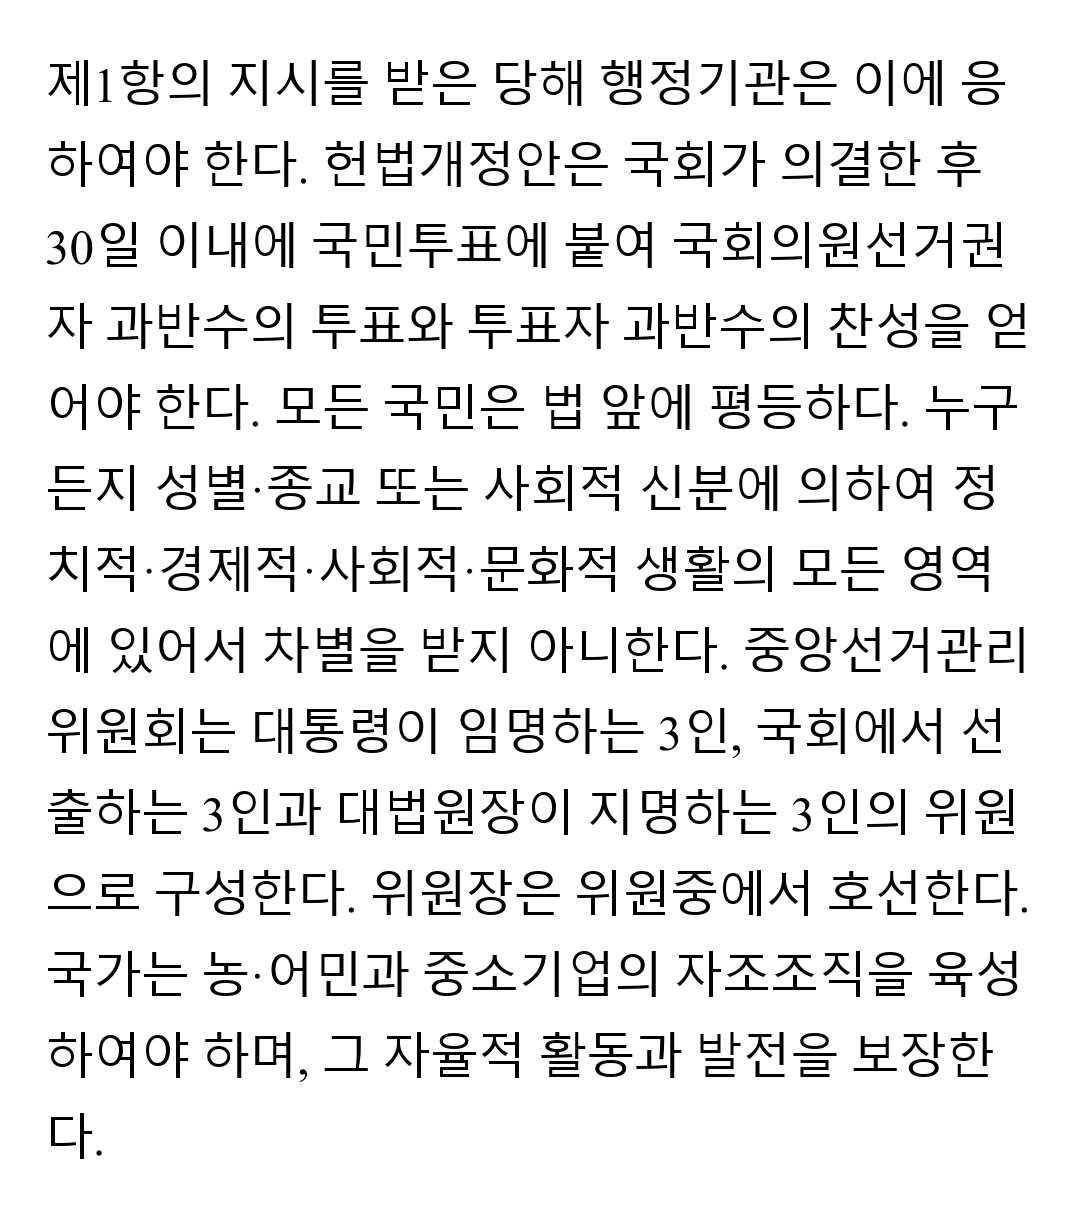 제1항의 지시를 받은 당해 행정기관은 이에 응
하여야 한다. 헌법개정안은 국회가 의결한 후
30일 이내에 국민투표에 붙여 국회의원선거권
자 과반수의 투표와 투표자 과반수의 찬성을 얻
어야 한다. 모든 국민은 법 앞에 평등하다. 누구
든지 성별·종교 또는 사회적 신분에 의하여 정
치적·경제적·사회적·문화적 생활의 모든 영역
에 있어서 차별을 받지 아니한다. 중앙선거관리
위원회는 대통령이 임명하는 3인, 국회에서 선
출하는 3인과 대법원장이 지명하는 3인의 위원
으로 구성한다. 위원장은 위원중에서 호선한다.
국가는 농·어민과 중소기업의 자조조직을 육성
하여야 하며, 그 자율적 활동과 발전을 보장한
다.